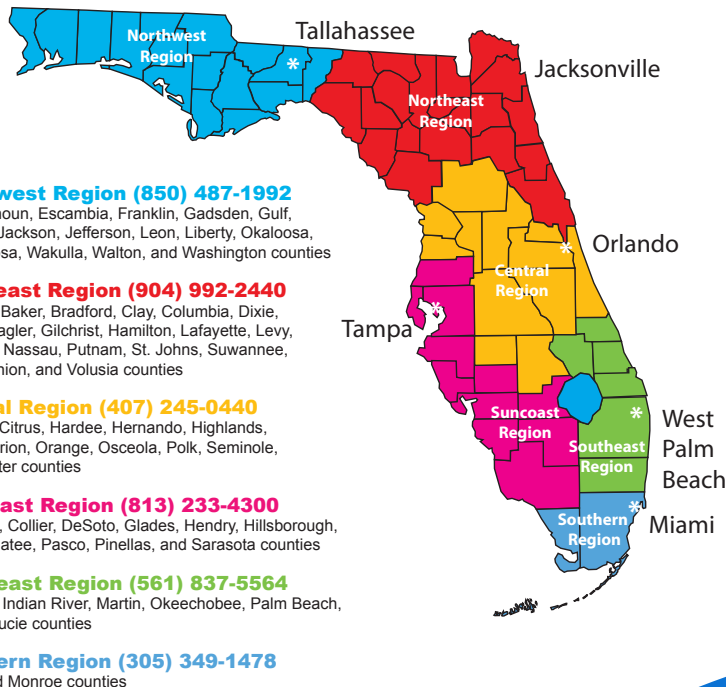 Tallahassee
Northwest
Region
Jacksonville
Northeast
Region
west Region (850) 487-1992
houn, Escambia, Franklin, Gadsden, Gulf,
Jackson, Jefferson, Leon, Liberty, Okaloosa,
osa, Wakulla, Walton, and Washington counties
Orlando
Central
Region
east Region (904) 992-2440
Baker, Bradford, Clay, Columbia, Dixie,
agler, Gilchrist, Hamilton, Lafayette, Levy,
Nassau, Putnam, St. Johns, Suwannee,
nion, and Volusia counties
Tampa
al Region (407) 245-0440
Citrus, Hardee, Hernando, Highlands,
rion, Orange, Osceola, Polk, Seminole,
ter counties
Suncoast
Region
Southeast
Region
West
Palm
Beach
ast Region (813) 233-4300
, Collier, DeSoto, Glades, Hendry, Hillsborough,
atee, Pasco, Pinellas, and Sarasota counties
Southern
Region
Miami
east Region (561) 837-5564
Indian River, Martin, Okeechobee, Palm Beach,
ucie counties
ern Region (305) 349-1478
d Monroe counties